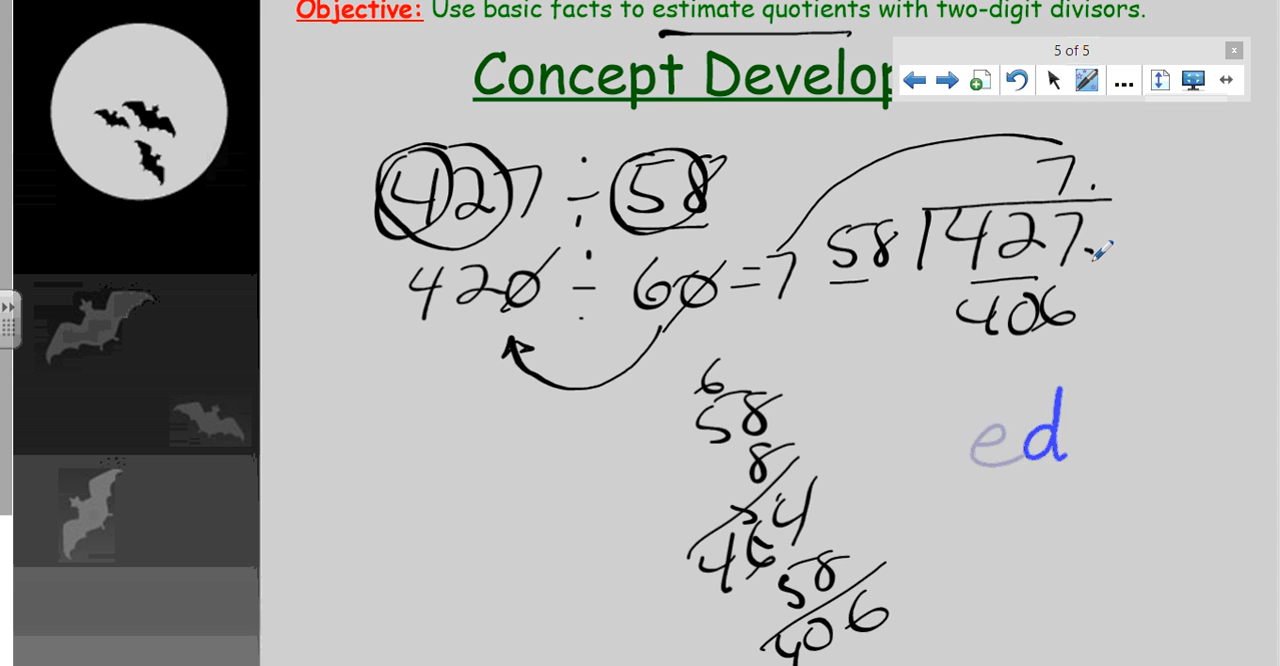 Objective: Use basic facts to estimate quotients with two-digit divisors.
5 of 5
Concept Develop
427 ÷ 58
7.
58 427
420 ÷ 60 = 7
406
6
58
8
464
58
406
ed